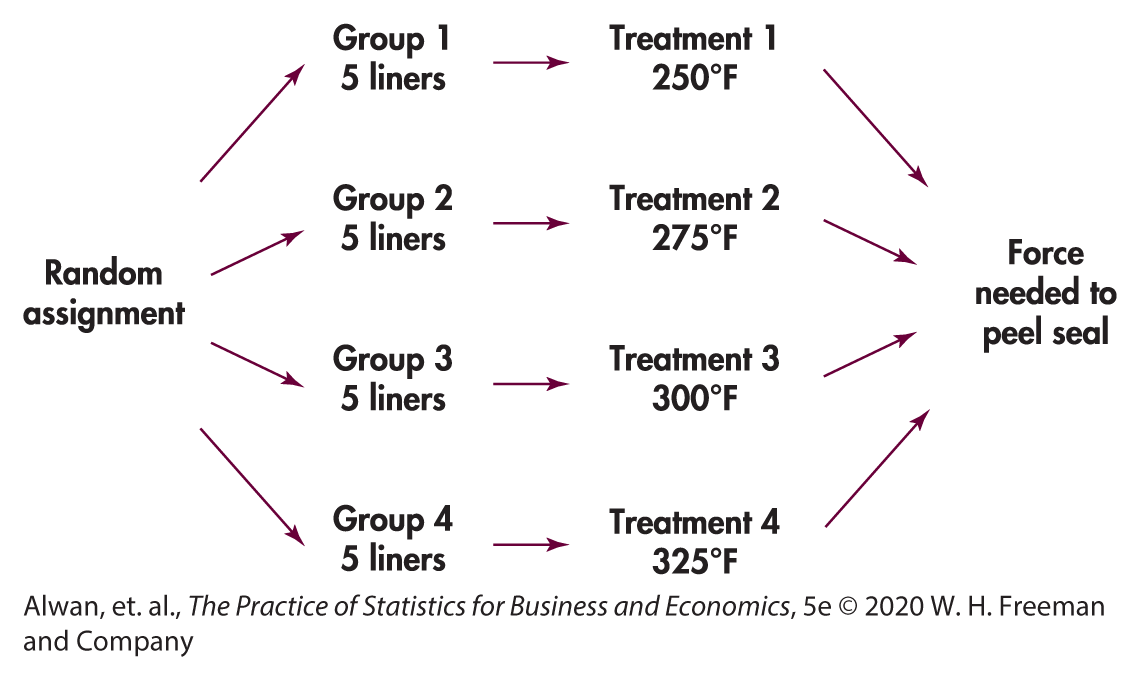 Random
assignment
Group 1
5 liners
Treatment 1
250°F
Group 2
5 liners
Treatment 2
275°F
Group 3
5 liners
Treatment 3
300°F
Group 4
5 liners
Treatment 4
325°F
Force
needed to
peel seal
Alwan, et. al., The Practice of Statistics for Business and Economics, 5e © 2020 W. H. Freeman
and Company